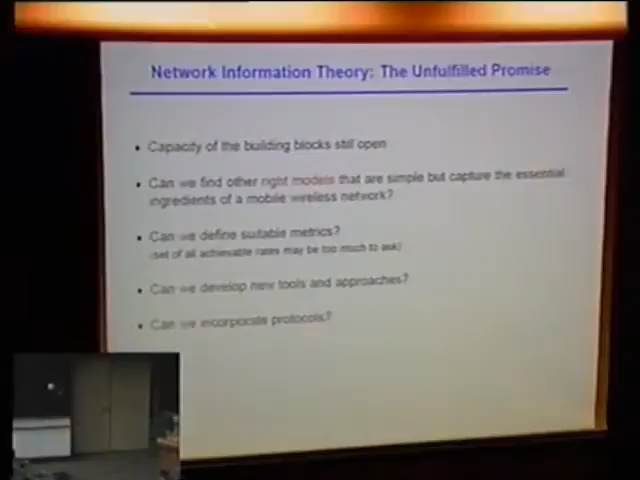 Network Information Theory: The Unfulfilled Promise
• Capacity of the building blocks still open
• Can we find other right models that are simple but capture the essential
ingredients of a mobile wireless network?
• Can we define suitable metrics?
(set of all achievable rates may be too much to ask)
• Can we develop new tools and approaches?
• Can we incorporate protocols?